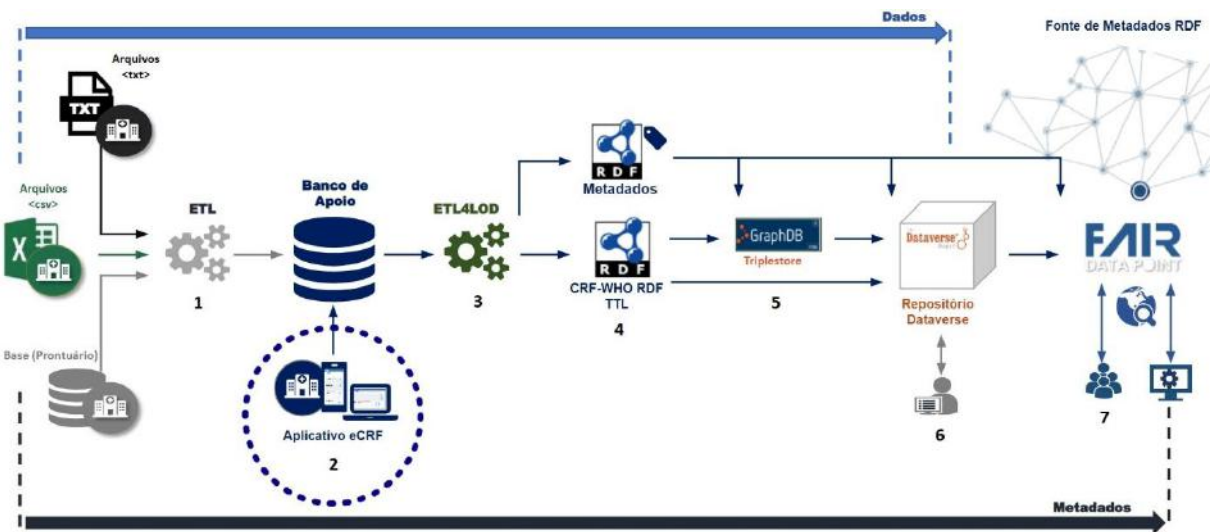 Dados
Fonte de Metadados RDF
Arquivos
<txt>
TXT
Arquivos
<csv>
X
ETL
1
Base (Prontuário)
Banco de
Apoio
Aplicativo eCRF
2
ETL4LOD
3
RDF
Metadados
RDF
CRF-WHO RDF
TTL
4
GraphDB
Triplestore
5
Dataverse
Repositório
Dataverse
6
FAIR
DATA POINT
7
Metadados